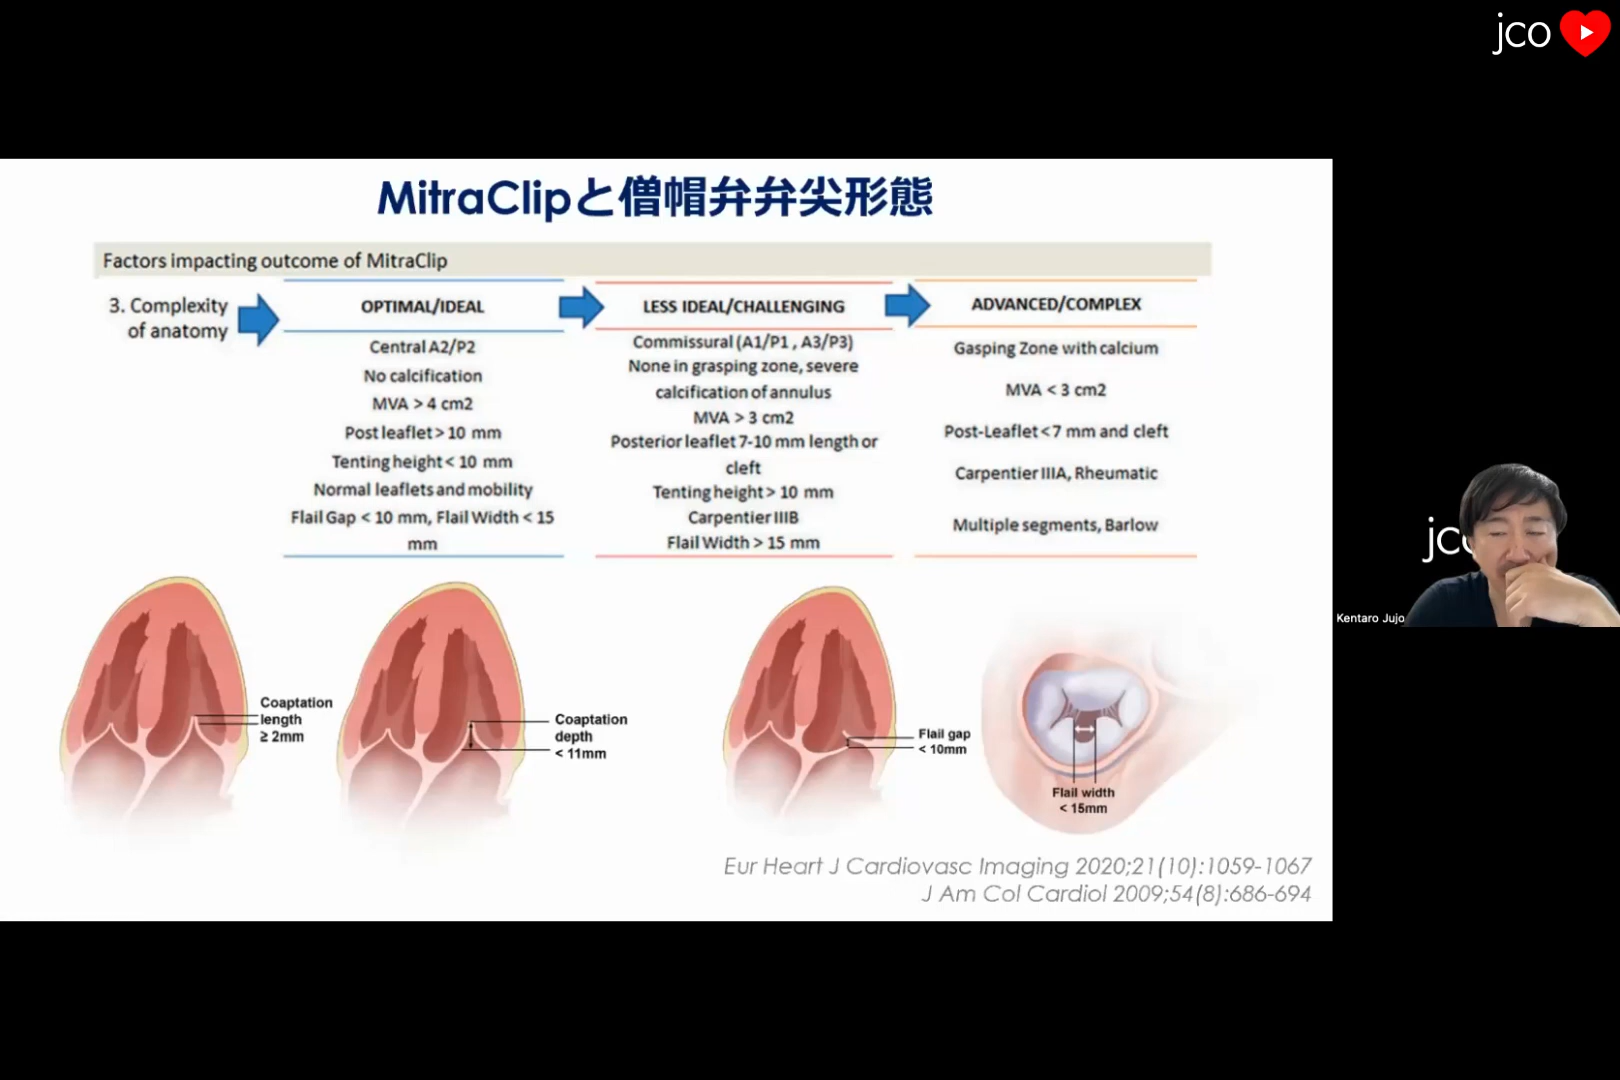 jco
MitraClipと僧帽弁弁尖形態
Factors impacting outcome of MitraClip
3. Complexity
of anatomy
OPTIMAL/IDEAL
Central A2/P2
No calcification
MVA > 4 cm2
Post leaflet > 10 mm
Tenting height < 10 mm
Normal leaflets and mobility
Flail Gap < 10 mm, Flail Width < 15
mm
LESS IDEAL/CHALLENGING
Commissural (A1/P1 , A3/P3)
None in grasping zone, severe
calcification of annulus
MVA > 3 cm2
Posterior leaflet 7-10 mm length or
cleft
Tenting height > 10 mm
Carpentier IIIB
Flail Width > 15 mm
ADVANCED/COMPLEX
Gasping Zone with calcium
MVA < 3 cm2
Post-Leaflet <7 mm and cleft
Carpentier IIIA, Rheumatic
Multiple segments, Barlow
Coaptation
length
≥ 2mm
Coaptation
depth
< 11mm
Flail gap
< 10mm
Flail width
< 15mm
Eur Heart J Cardiovasc Imaging 2020;21(10):1059-1067
J Am Col Cardiol 2009;54(8):686-694
jc
Kentaro Jujo